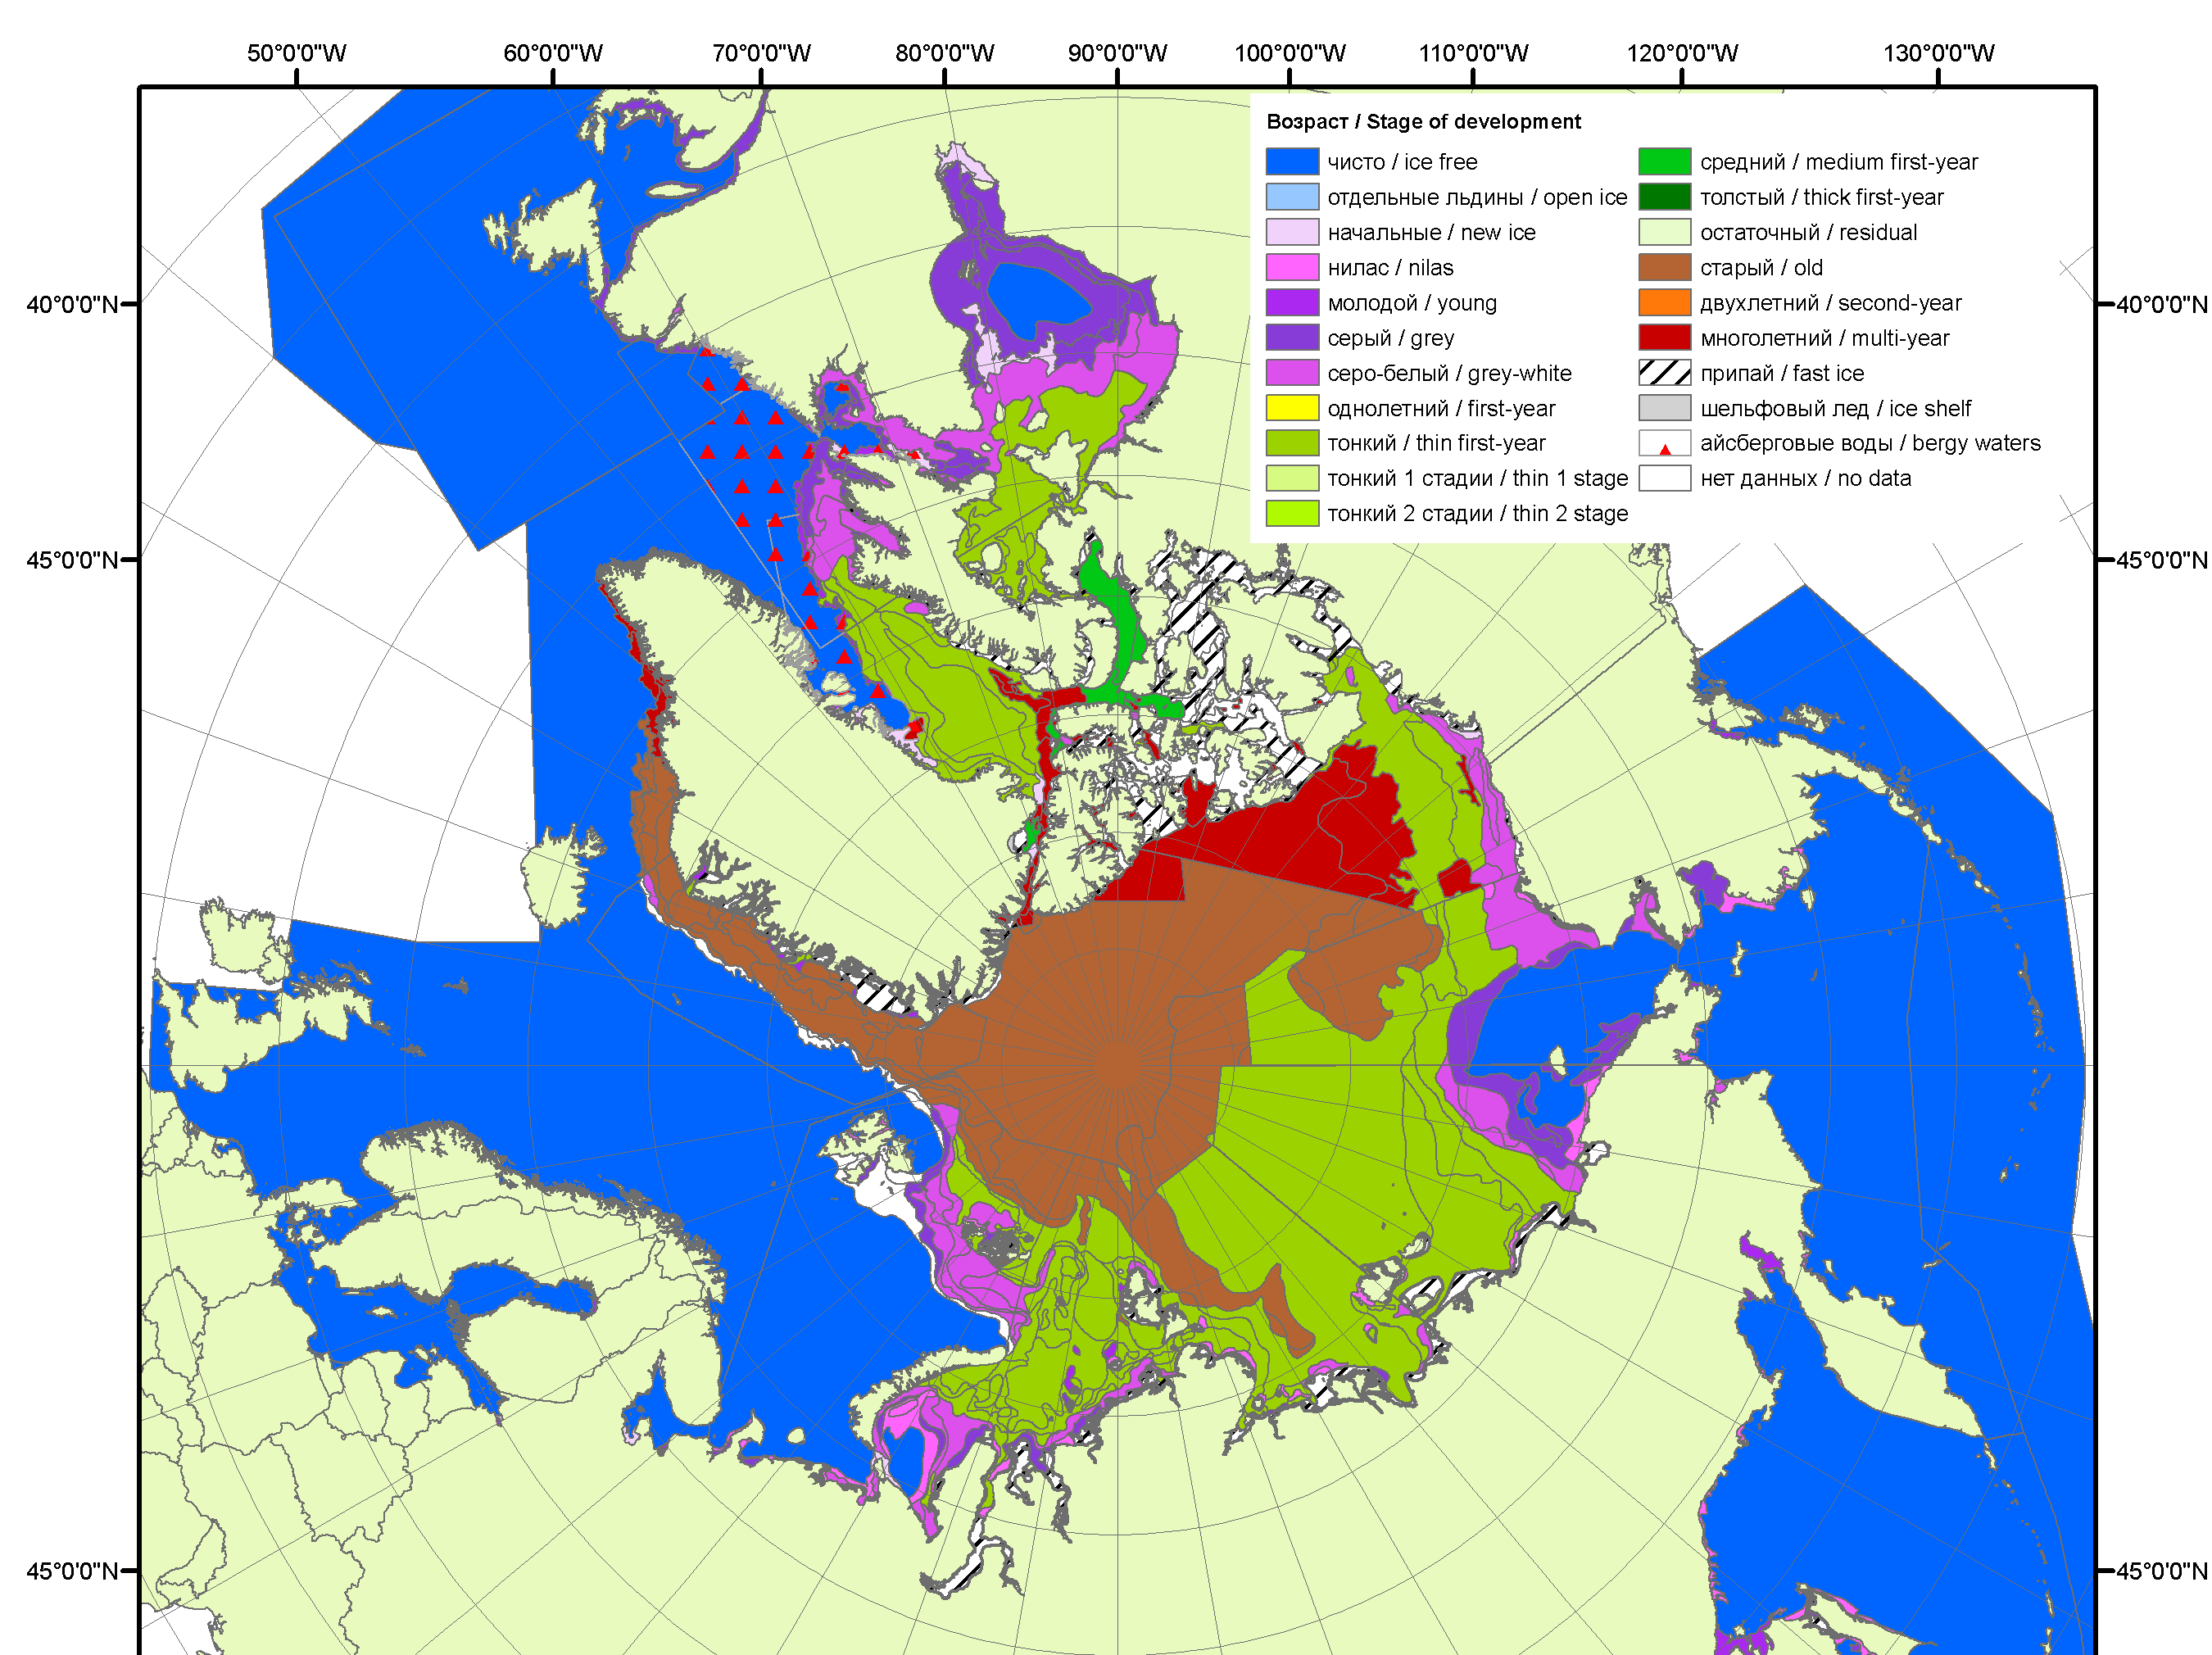 50°0'0"W 60°0'0"W 70°0'0"W 80°0'0"W 90°0'0"W 100°0'0"W 110°0'0"W 120°0'0"W 130°0'0"W
Возраст / Stage of development
чисто / ice free
отдельные льдины / open ice
начальные / new ice
нилас / nilas
молодой / young
серый / grey
серо-белый / grey-white
однолетний / first-year
тонкий / thin first-year
тонкий 1 стадии / thin 1 stage
тонкий 2 стадии / thin 2 stage
средний / medium first-year
толстый / thick first-year
остаточный / residual
старый / old
двухлетний / second-year
многолетний / multi-year
припай / fast ice
шельфовый лед / ice shelf
айсберговые воды / bergy waters
нет данных / no data
40°0'0"N 40°0'0"N
45°0'0"N 45°0'0"N
45°0'0"N 45°0'0"N